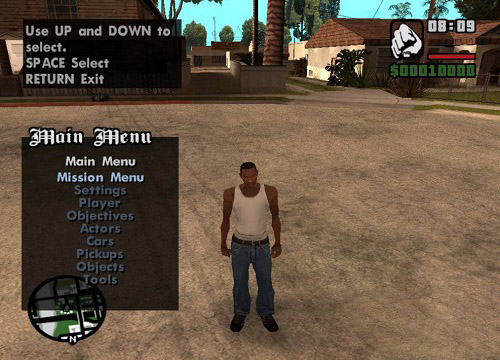 Use UP and DOWN to
select.
SPACE Select
RETURN Exit
08:09
$00010000
Main Menu
Main Menu
Mission Menu
Settings
Player
Objectives
Actors
Cars
Pickups
Objects
Tools
N